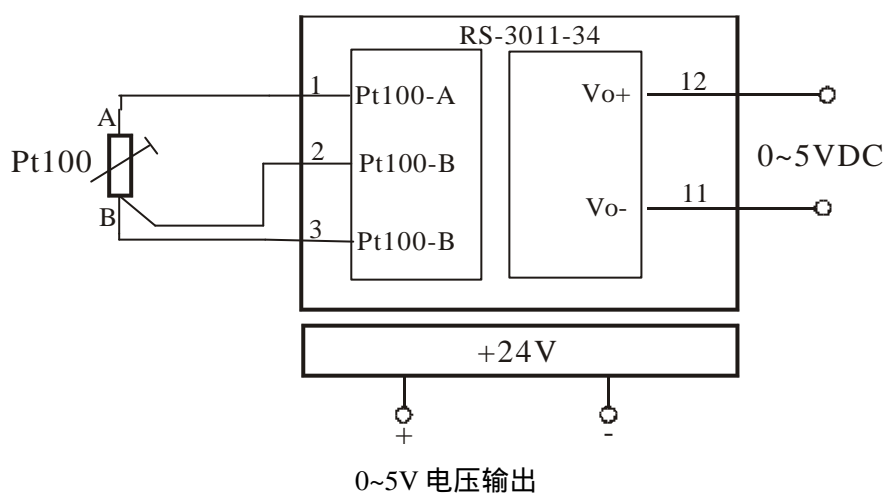 RS-3011-34
1
Pt100-A
Vo+
12
A
Pt100
2
Pt100-B
0~5VDC
B
3
Pt100-B
Vo-
11
+24V
+
-
0~5V 电压输出